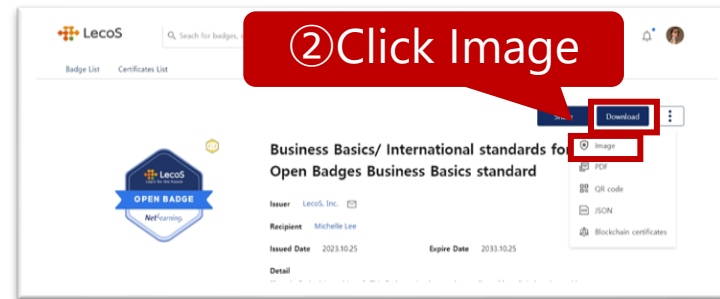 ②Click Image
LecoS
Search for badges,
Badge List Certificates List
Share Download
Image
PDF
QR code
JSON
Blockchain certificates
LecoS
OPEN BADGE
Netlearning.
Business Basics/ International standards for
Open Badges Business Basics standard
Issuer LecoS, Inc.
Recipient Michelle Lee
Issued Date 2023.10.25 Expire Date 2033.10.25
Detail